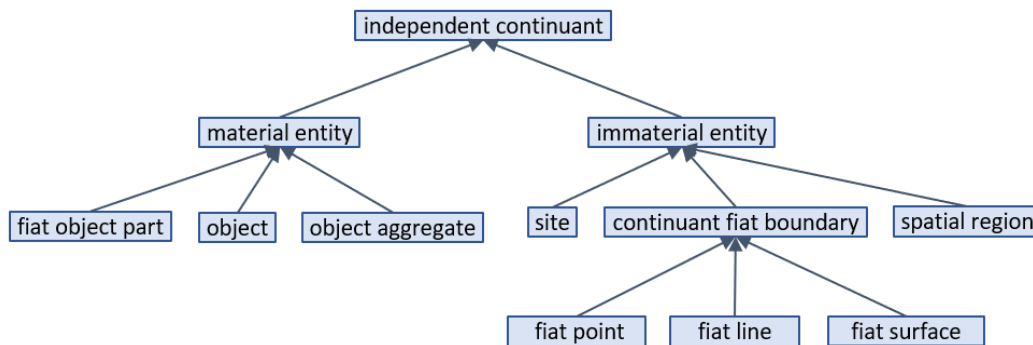 independent continuant
material entity
immaterial entity
fiat object part
object
object aggregate
site
continuant fiat boundary
spatial region
fiat point
fiat line
fiat surface